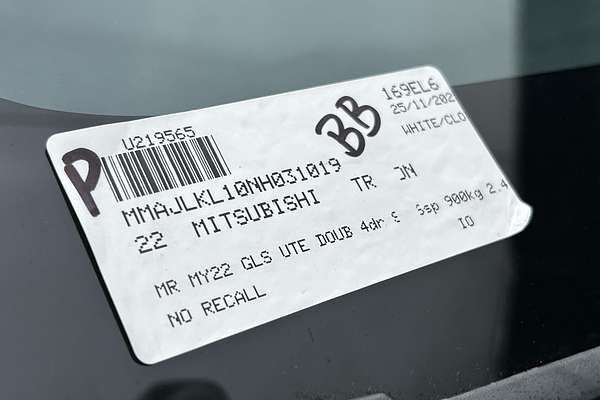 U219565
169EL6
25/11/202
P
BB
WHITE/CLO
MMAJLKL10NH031019
22 MITSUBISHI TR ON
MR MY22 GLS UTE DOUB 4dr S 6sp 900kg 2.4
NO RECALL
IO